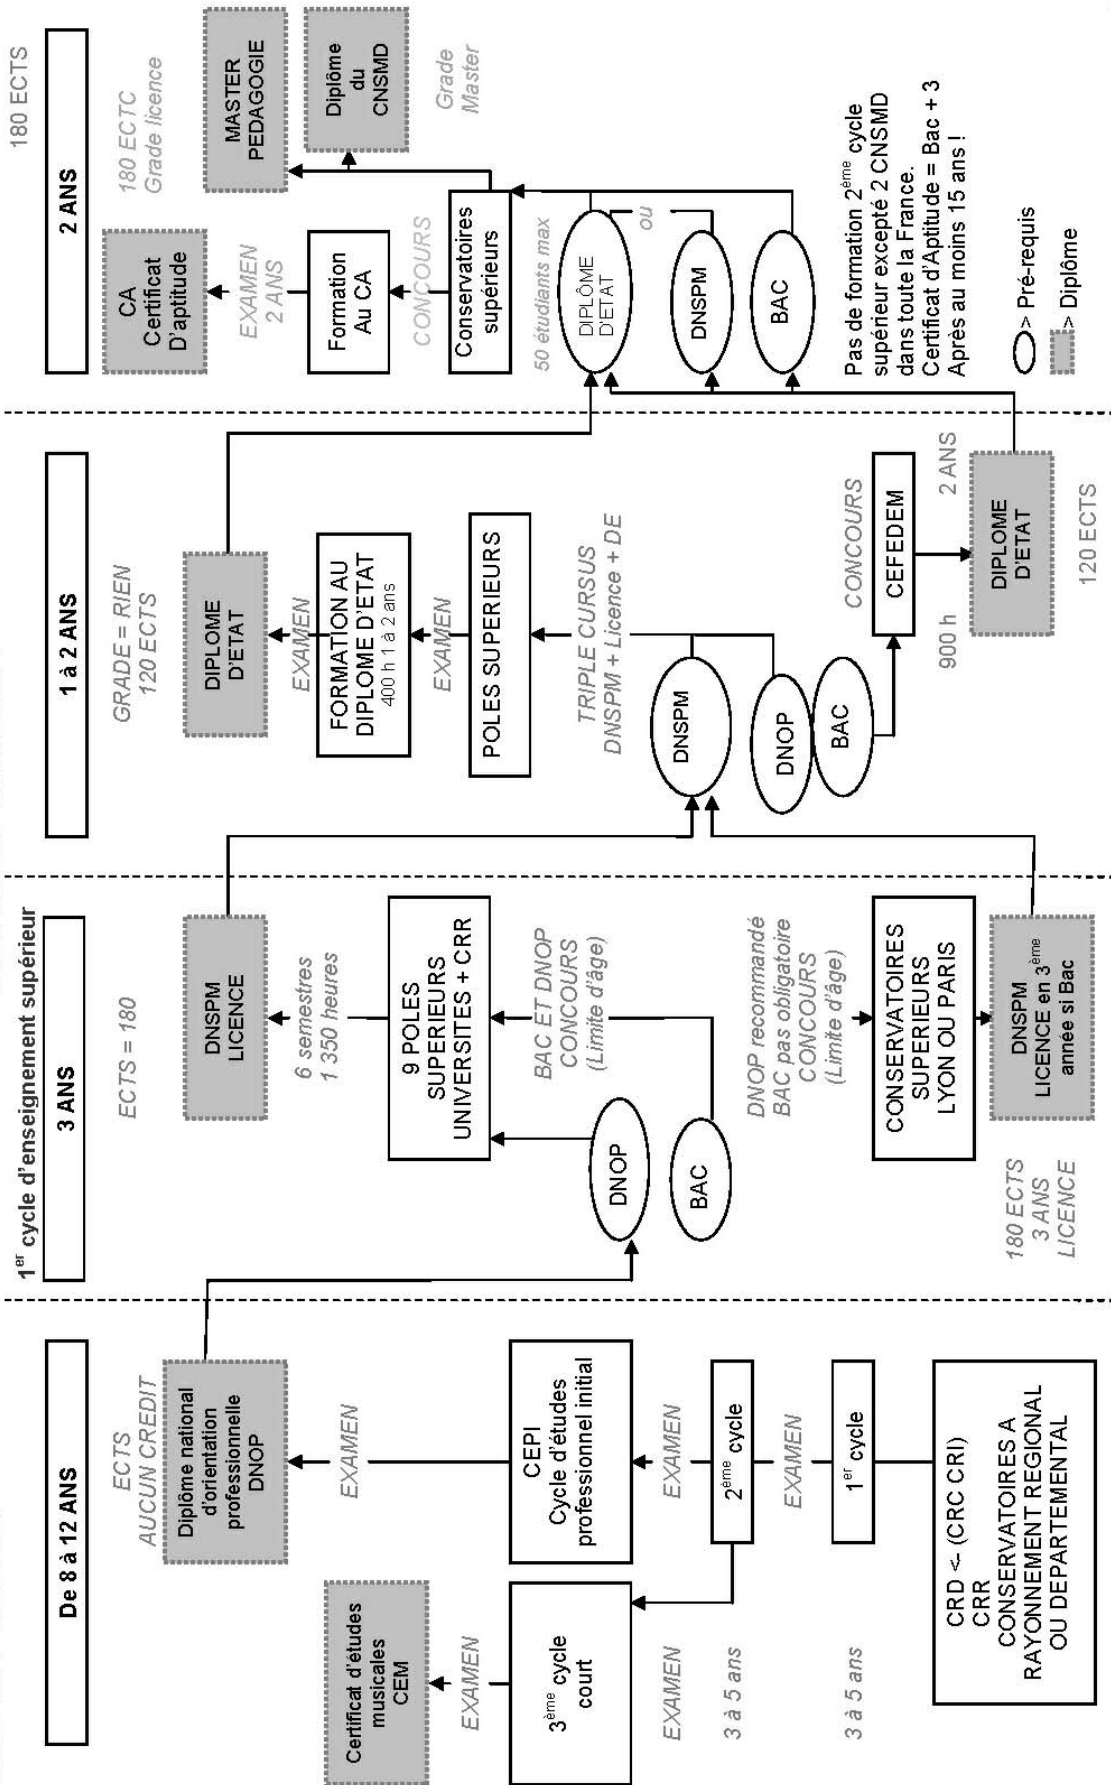 De 8 à 12 ANS
ECTS
AUCUN CREDIT
Diplôme national
d'orientation
professionnelle
DNOP
EXAMEN
Certificat d'études
musicales
CEM
EXAMEN
3ème cycle
court
CEPI
Cycle d'études
professionnel initial
EXAMEN
EXAMEN
3 à 5 ans
2ème cycle
EXAMEN
3 à 5 ans
1er cycle
CRD <- (CRC CRI)
CRR
CONSERVATOIRES A
RAYONNEMENT REGIONAL
OU DEPARTEMENTAL
1er cycle d'enseignement supérieur
3 ANS
ECTS = 180
DNSPM
LICENCE
6 semestres
1 350 heures
9 POLES
SUPERIEURS
UNIVERSITES + CRR
BAC ET DNOP
CONCOURS
(Limite d'âge)
DNOP
BAC
DNOP recommandé
BAC pas obligatoire
CONCOURS
(Limite d'âge)
CONSERVATOIRES
SUPERIEURS
LYON OU PARIS
180 ECTS
3 ANS
LICENCE
DNSPM
LICENCE en 3ème
année si Bac
1 à 2 ANS
GRADE = RIEN
120 ECTS
DIPLOME
D'ETAT
EXAMEN
FORMATION AU
DIPLOME D'ETAT
400 h 1 à 2 ans
EXAMEN
POLES SUPERIEURS
TRIPLE CURSUS
DNSPM + Licence + DE
DNSPM
DNOP
BAC
CONCOURS
CEFEDEM
900 h
2 ANS
DIPLOME
D'ETAT
120 ECTS
180 ECTS
2 ANS
180 ECTC
Grade licence
CA
Certificat
D'aptitude
MASTER
PEDAGOGIE
EXAMEN
2 ANS
Formation
Au CA
Diplôme
du
CNSMD
CONCOURS
Grade
Master
Conservatoires
supérieurs
50 étudiants max
DIPLÔME
D'ETAT
ou
DNSPM
BAC
Pas de formation 2ème cycle
supérieur excepté 2 CNSMD
dans toute la France.
Certificat d'Aptitude = Bac + 3
Après au moins 15 ans !
> Pré-requis
> Diplôme